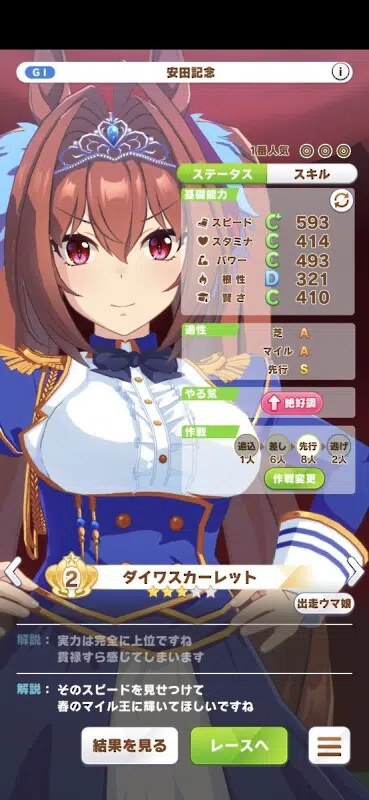 GI
安田記念
i
1番人気 ◎ ◎ ◎
ステータス スキル
基礎能力
スピード C+ 593
スタミナ C 414
パワー C 493
根性 D 321
賢さ C 410
適性
芝 A
マイル A
先行 S
やる気
絶好調
作戦
追込 差し 先行 逃げ
1人 6人 8人 2人
作戦変更
2 ダイワスカーレット
出走ウマ娘
解説：実力は完全に上位ですね
貫禄すら感じてしまいます
解説：そのスピードを見せつけて
春のマイル王に輝いてほしいですね
結果を見る レースへ